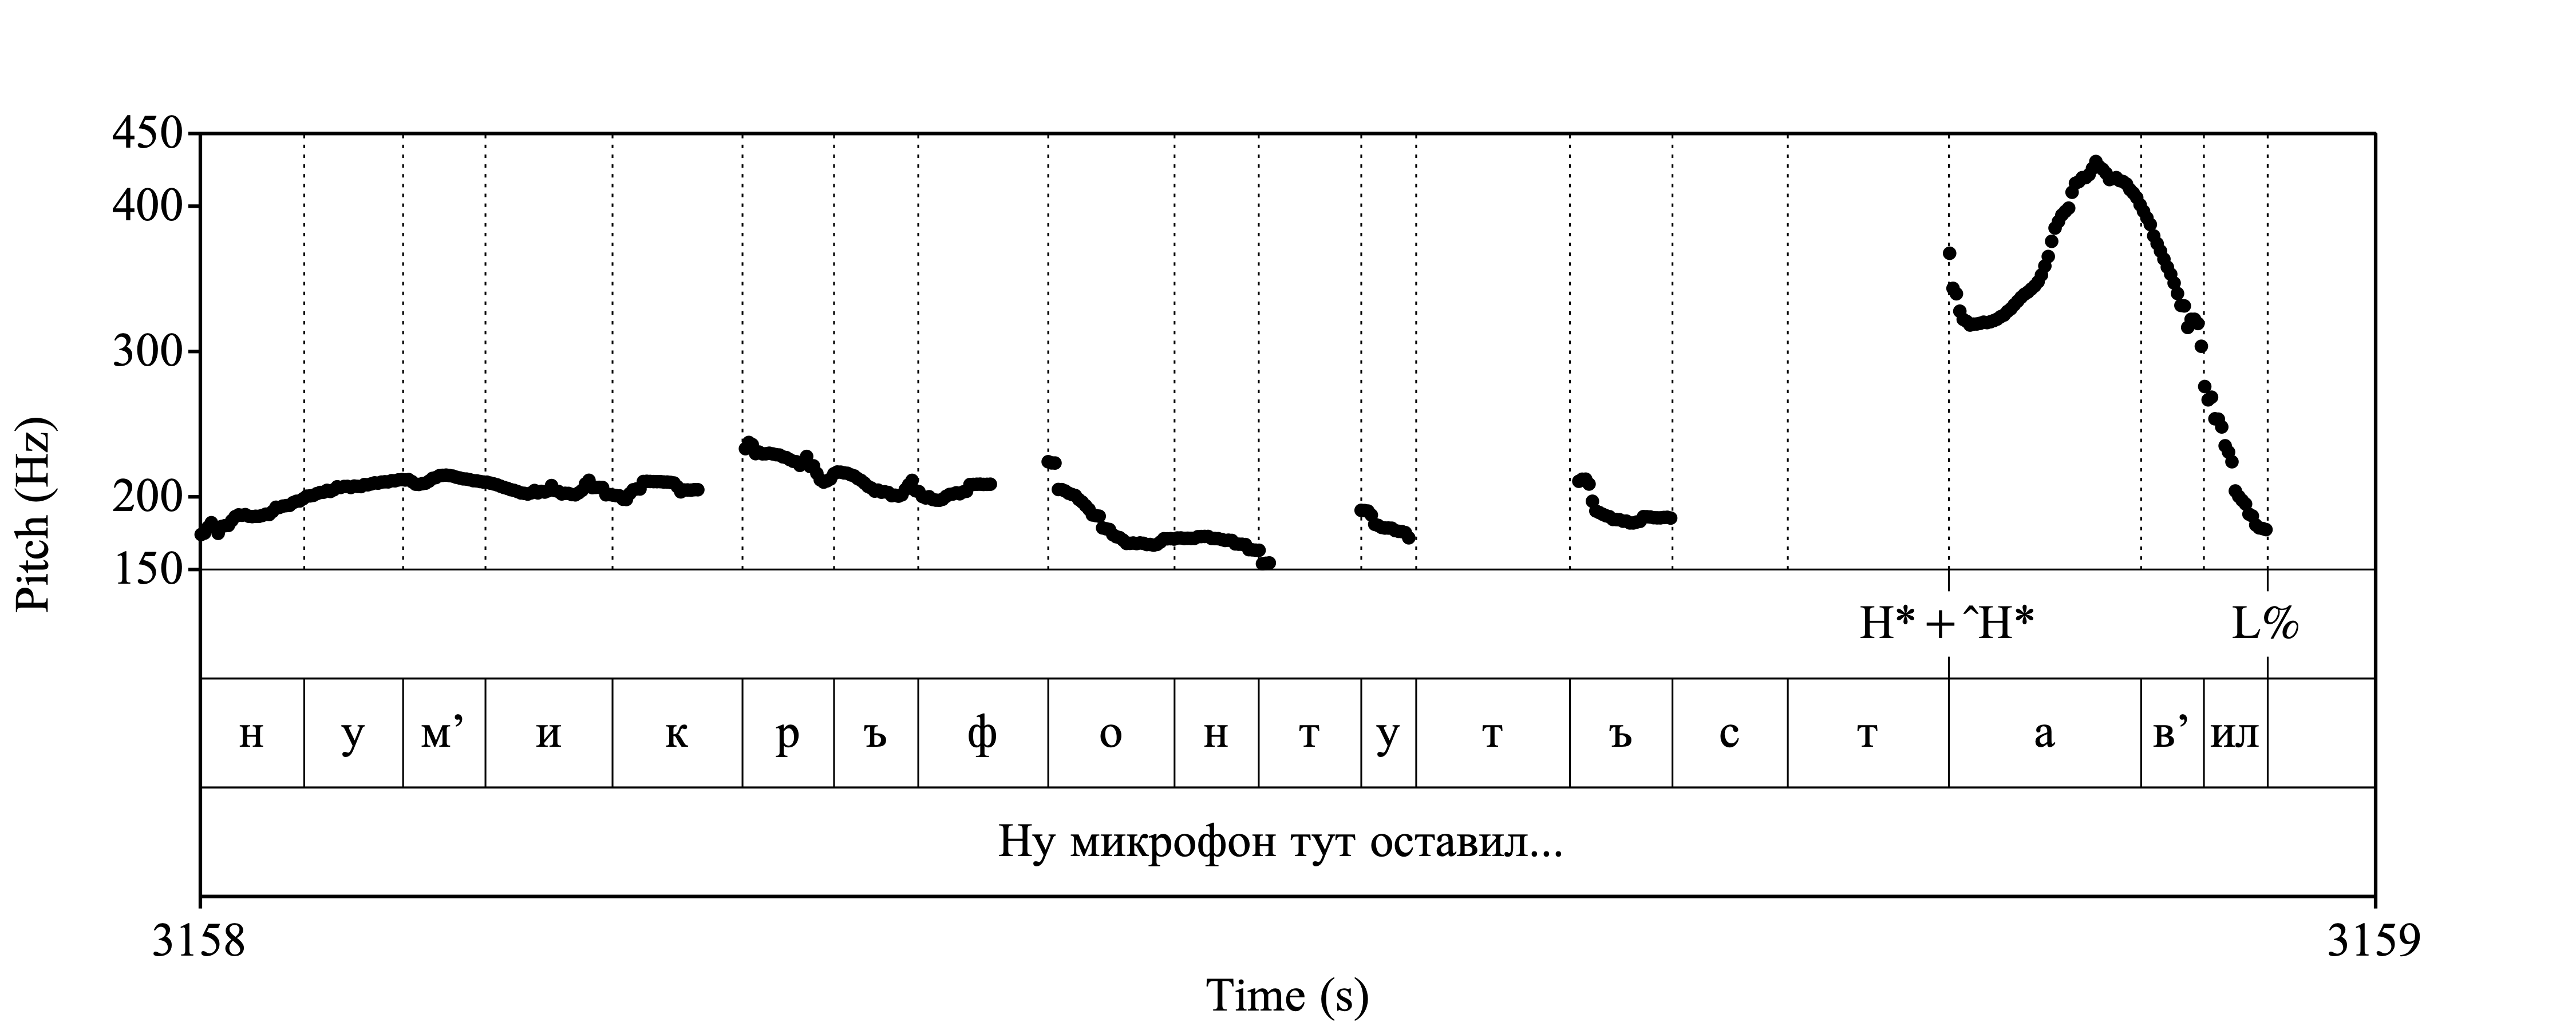 450
400
300
200
150
Pitch (Hz)
H* + ˆH* L%
н у м’ и к р ъ ф о н т у т ъ с т а в’ ил
Ну микрофон тут оставил...
3158 3159
Time (s)